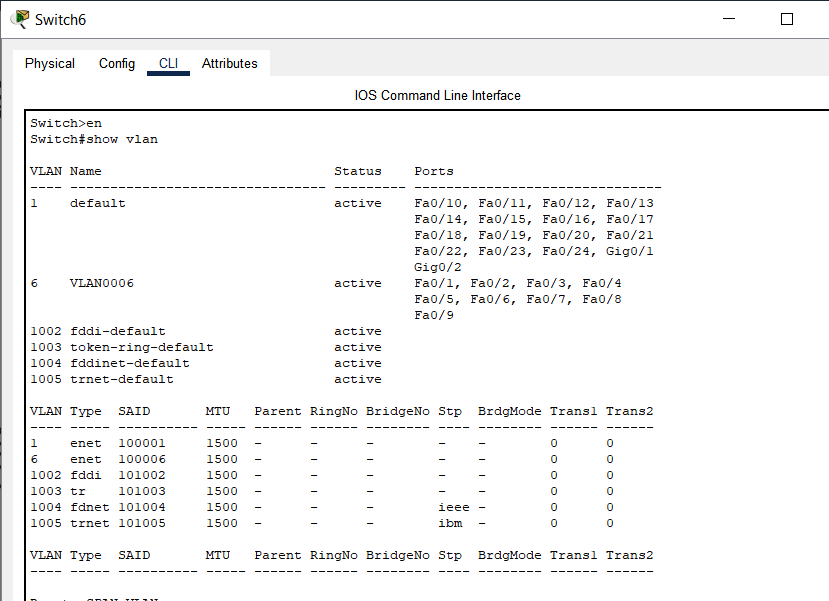 Switch6
Physical Config CLI Attributes
IOS Command Line Interface
Switch>en
Switch#show vlan
VLAN Name                             Status    Ports
---- -------------------------------- --------- -------------------------------
1    default                          active    Fa0/10, Fa0/11, Fa0/12, Fa0/13
                                                Fa0/14, Fa0/15, Fa0/16, Fa0/17
                                                Fa0/18, Fa0/19, Fa0/20, Fa0/21
                                                Fa0/22, Fa0/23, Fa0/24, Gig0/1
                                                Gig0/2
6    VLAN0006                         active    Fa0/1, Fa0/2, Fa0/3, Fa0/4
                                                Fa0/5, Fa0/6, Fa0/7, Fa0/8
                                                Fa0/9
1002 fddi-default                     active
1003 token-ring-default               active
1004 fddinet-default                  active
1005 trnet-default                    active
VLAN Type  SAID       MTU   Parent RingNo BridgeNo Stp  BrdgMode Trans1 Trans2
---- ----- ---------- ----- ------ ------ -------- ---- -------- ------ ------
1    enet  100001     1500  -      -      -        -    -        0      0
6    enet  100006     1500  -      -      -        -    -        0      0
1002 fddi  101002     1500  -      -      -        -    -        0      0
1003 tr    101003     1500  -      -      -        -    -        0      0
1004 fdnet 101004     1500  -      -      -        ieee -        0      0
1005 trnet 101005     1500  -      -      -        ibm  -        0      0
VLAN Type  SAID       MTU   Parent RingNo BridgeNo Stp  BrdgMode Trans1 Trans2
---- ----- ---------- ----- ------ ------ -------- ---- -------- ------ ------